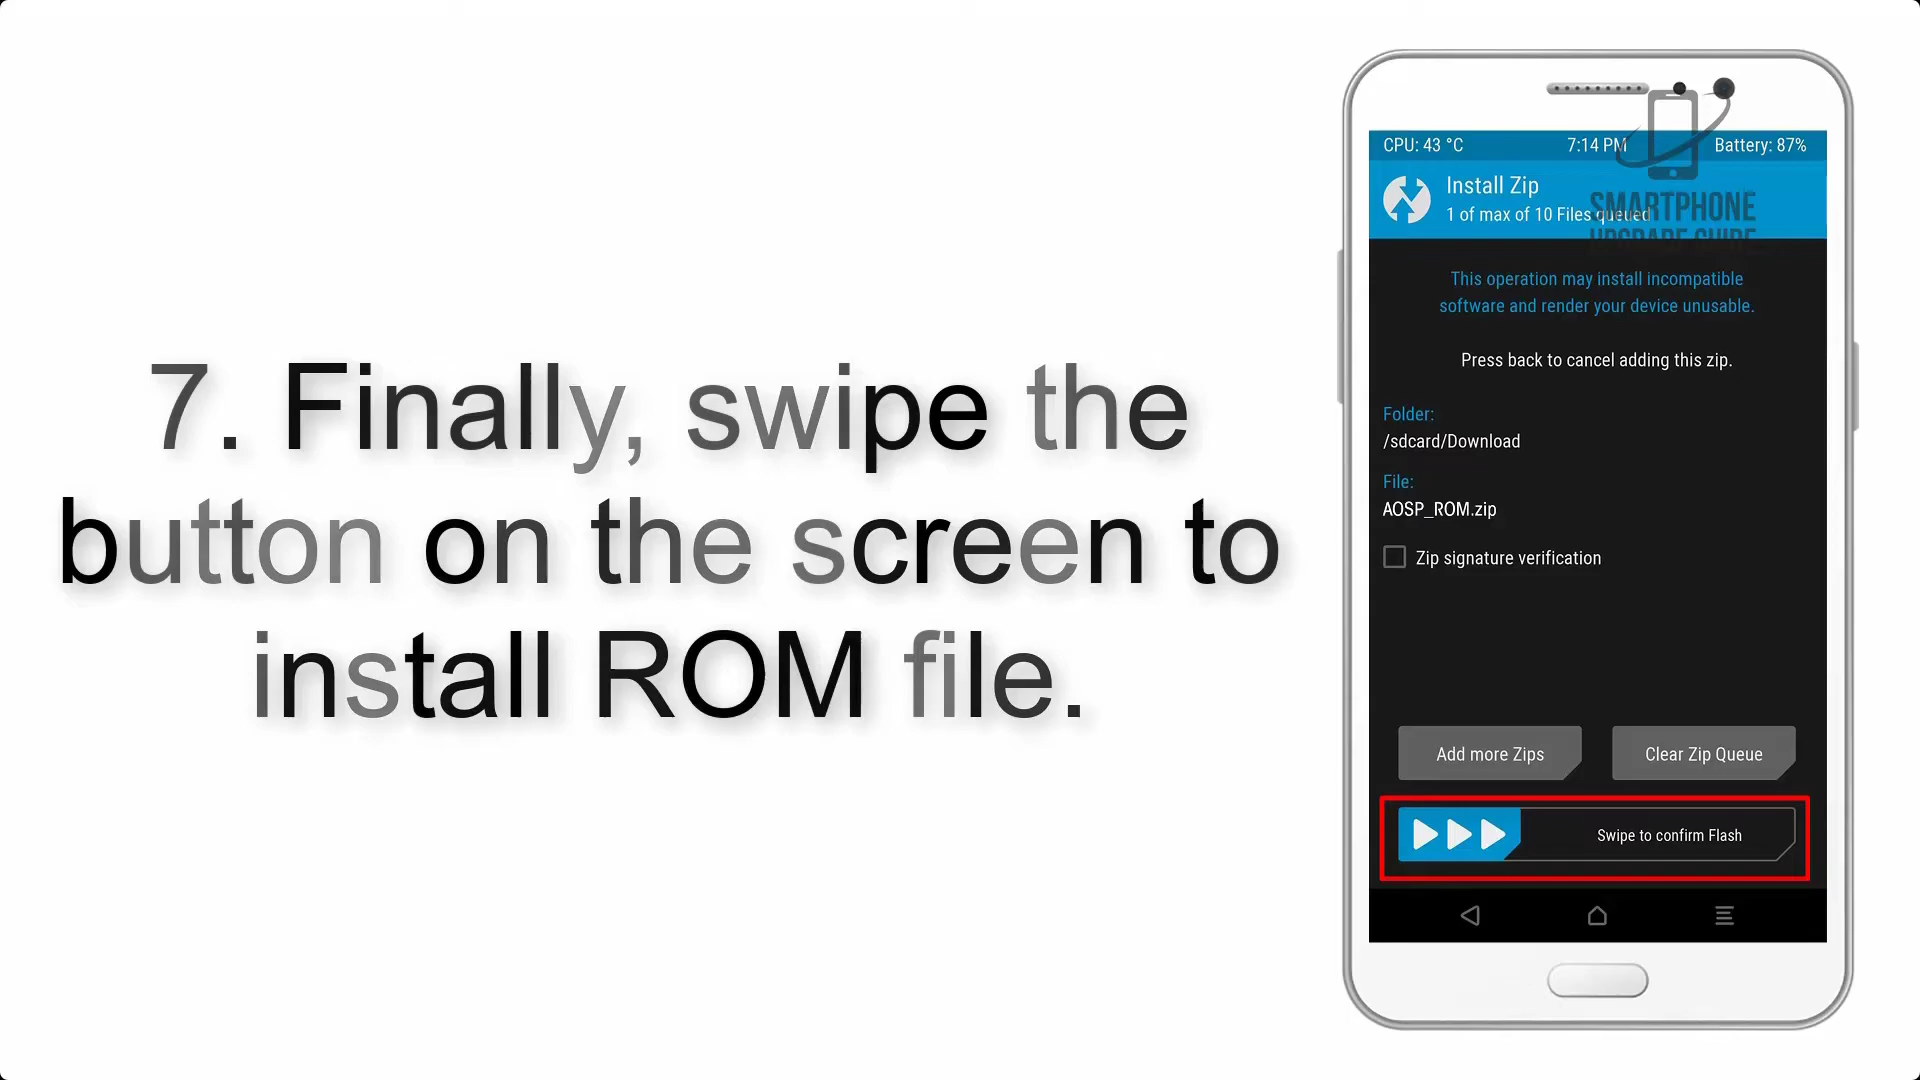 7. Finally, swipe the
button on the screen to
install ROM file.
CPU: 43 °C 7:14 PM Battery: 87%
Install Zip
1 of max of 10 Files queued
SMARTPHONE
UPGRADE GUIDE
This operation may install incompatible
software and render your device unusable.
Press back to cancel adding this zip.
Folder:
/sdcard/Download
File:
AOSP_ROM.zip
Zip signature verification
Add more Zips Clear Zip Queue
Swipe to confirm Flash